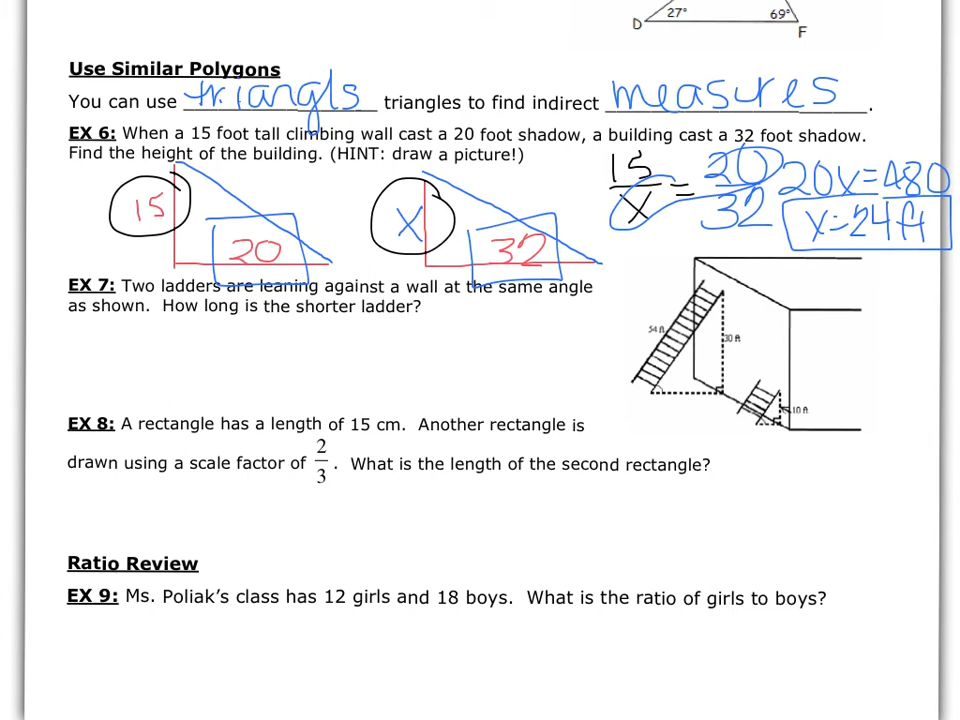 27°
69°
D
F
Use Similar Polygons
You can use triangls triangles to find indirect measures.
EX 6: When a 15 foot tall climbing wall cast a 20 foot shadow, a building cast a 32 foot shadow.
Find the height of the building. (HINT: draw a picture!)
15/x = 20/32 20x=480
x=24ft
15
20
x
32
EX 7: Two ladders are leaning against a wall at the same angle
as shown. How long is the shorter ladder?
54 ft
30 ft
10 ft
EX 8: A rectangle has a length of 15 cm. Another rectangle is
drawn using a scale factor of 2/3. What is the length of the second rectangle?
Ratio Review
EX 9: Ms. Poliak's class has 12 girls and 18 boys. What is the ratio of girls to boys?